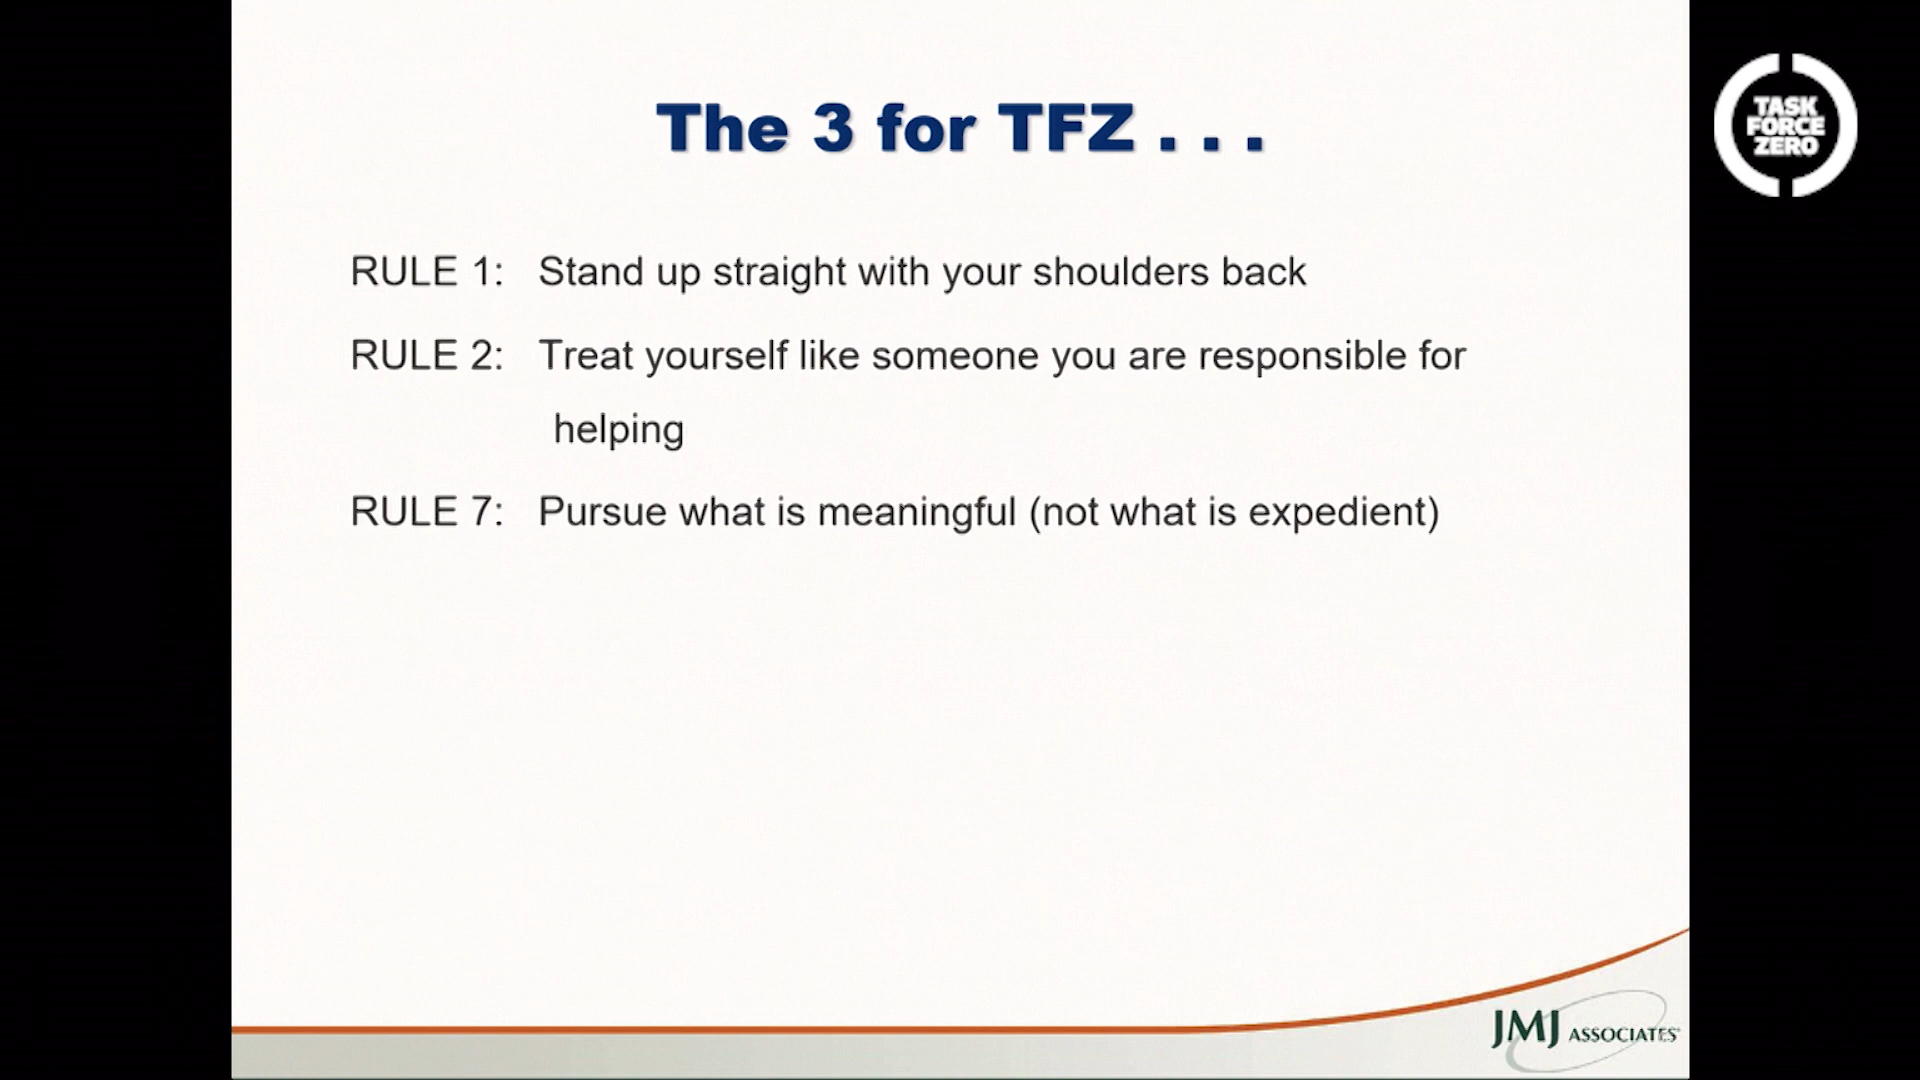 The 3 for TFZ . . .
TASK
FORCE
ZERO
RULE 1: Stand up straight with your shoulders back
RULE 2: Treat yourself like someone you are responsible for
helping
RULE 7: Pursue what is meaningful (not what is expedient)
JMJ ASSOCIATES